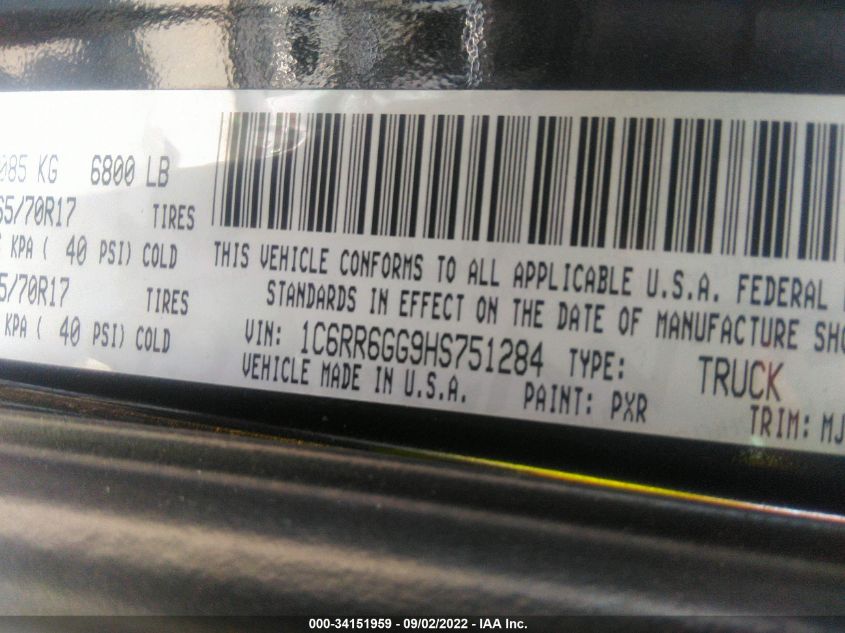 085 KG 6800 LB
65/70R17 TIRES
KPA ( 40 PSI) COLD
5/70R17 TIRES
KPA ( 40 PSI) COLD
THIS VEHICLE CONFORMS TO ALL APPLICABLE U.S.A. FEDERAL
STANDARDS IN EFFECT ON THE DATE OF MANUFACTURE SHO
VIN: 1C6RR6GG9HS751284 TYPE: TRUCK
VEHICLE MADE IN U.S.A. PAINT: PXR TRIM: MJ
000-34151959 — 09/02/2022 — IAA Inc.